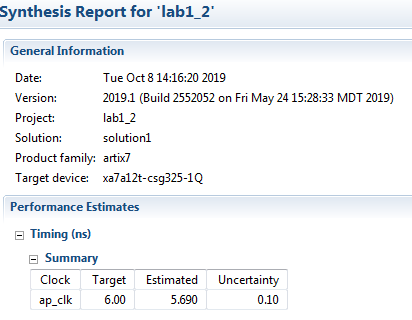 Synthesis Report for 'lab1_2'
General Information
Date: Tue Oct 8 14:16:20 2019
Version: 2019.1 (Build 2552052 on Fri May 24 15:28:33 MDT 2019)
Project: lab1_2
Solution: solution1
Product family: artix7
Target device: xa7a12t-csg325-1Q
Performance Estimates
Timing (ns)
Summary
Clock Target Estimated Uncertainty
ap_clk 6.00 5.690 0.10